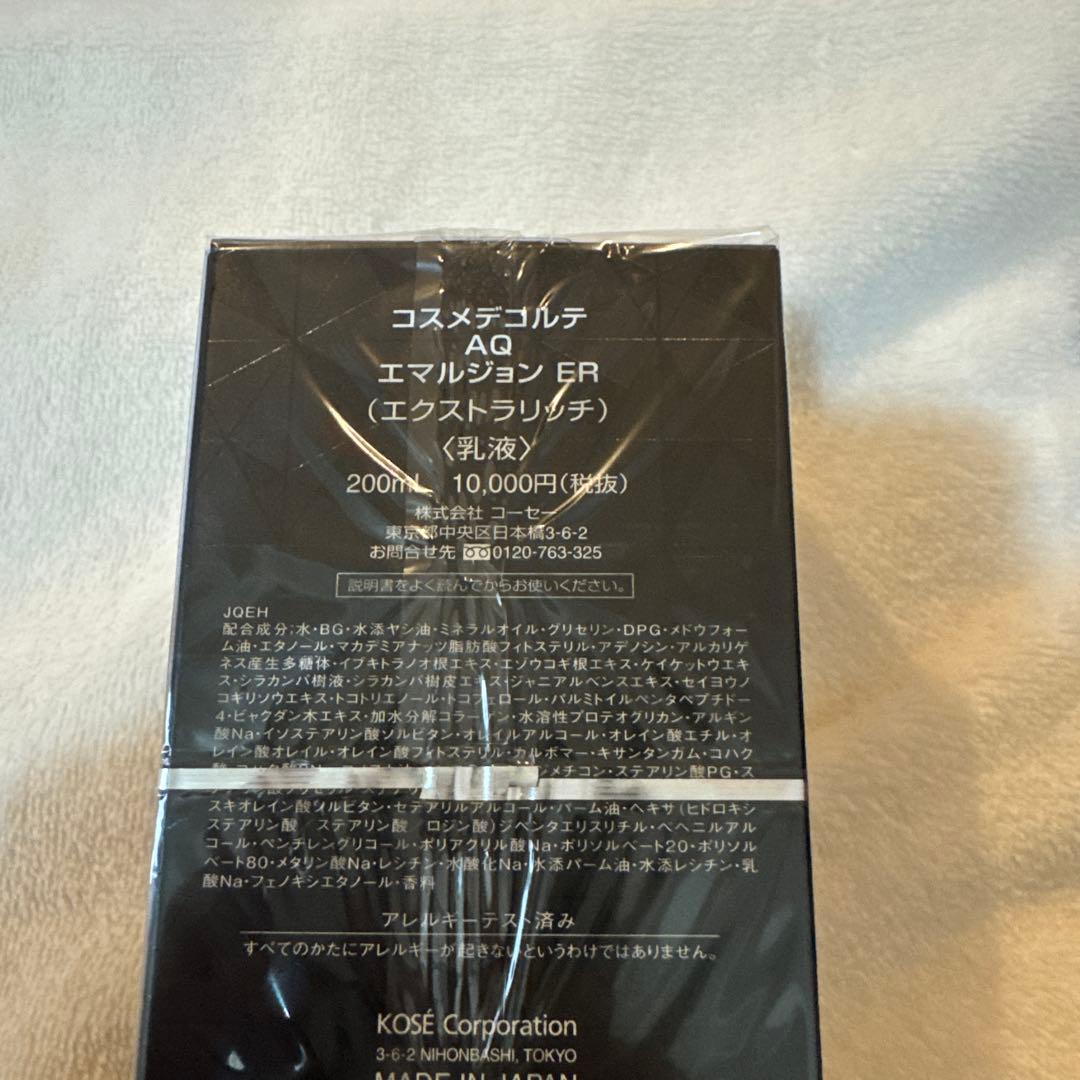 コスメデコルテ
AQ
エマルジョン ER
(エクストラリッチ)
〈乳液〉
200mL 10,000円(税抜)
株式会社 コーセー
東京都中央区日本橋3-6-2
お問合せ先 0120-763-325
説明書をよく読んでからお使いください。
JQEH
配合成分:水・BG・水添ヤシ油・ミネラルオイル・グリセリン・DPG・メドウフォー
ム油・エタノール・マカデミアナッツ脂肪酸フィトステリル・アデノシン・アルカリゲ
ネス産生多糖体・イブキトラノオ根エキス・エゾウコギ根エキス・ケイケットウエキ
ス・シラカンバ樹液・シラカンバ樹皮エキス・ジャニアルベンスエキス・セイヨウノ
コギリソウエキス・トコトリエノール・トコフェロール・パルミトイルペンタペプチド-
4・ビャクダン木エキス・加水分解コラーゲン・水溶性プロテオグリカン・アルギン
酸Na・イソステアリン酸ソルビタン・オレイルアルコール・オレイン酸エチル・オ
レイン酸オレイル・オレイン酸フィトステリル・カルボマー・キサンタンガム・コハク
メチコン・ステアリン酸PG・ス
スキオレイン酸ソルビタン・セテアリルアルコール・パーム油・ヘキサ(ヒドロキシ
ステアリン酸 ステアリン酸 ロジン酸)ジペンタエリスリチル・ベヘニルアル
コール・ペンチレングリコール・ポリアクリル酸Na・ポリソルベート20・ポリソル
ベート80・メタリン酸Na・レシチン・水酸化Na・水添パーム油・水添レシチン・乳
酸Na・フェノキシエタノール・香料
アレルギーテスト済み
すべてのかたにアレルギーが起きないというわけではありません。
KOSÉ Corporation
3-6-2 NIHONBASHI, TOKYO
MADE IN JAPAN